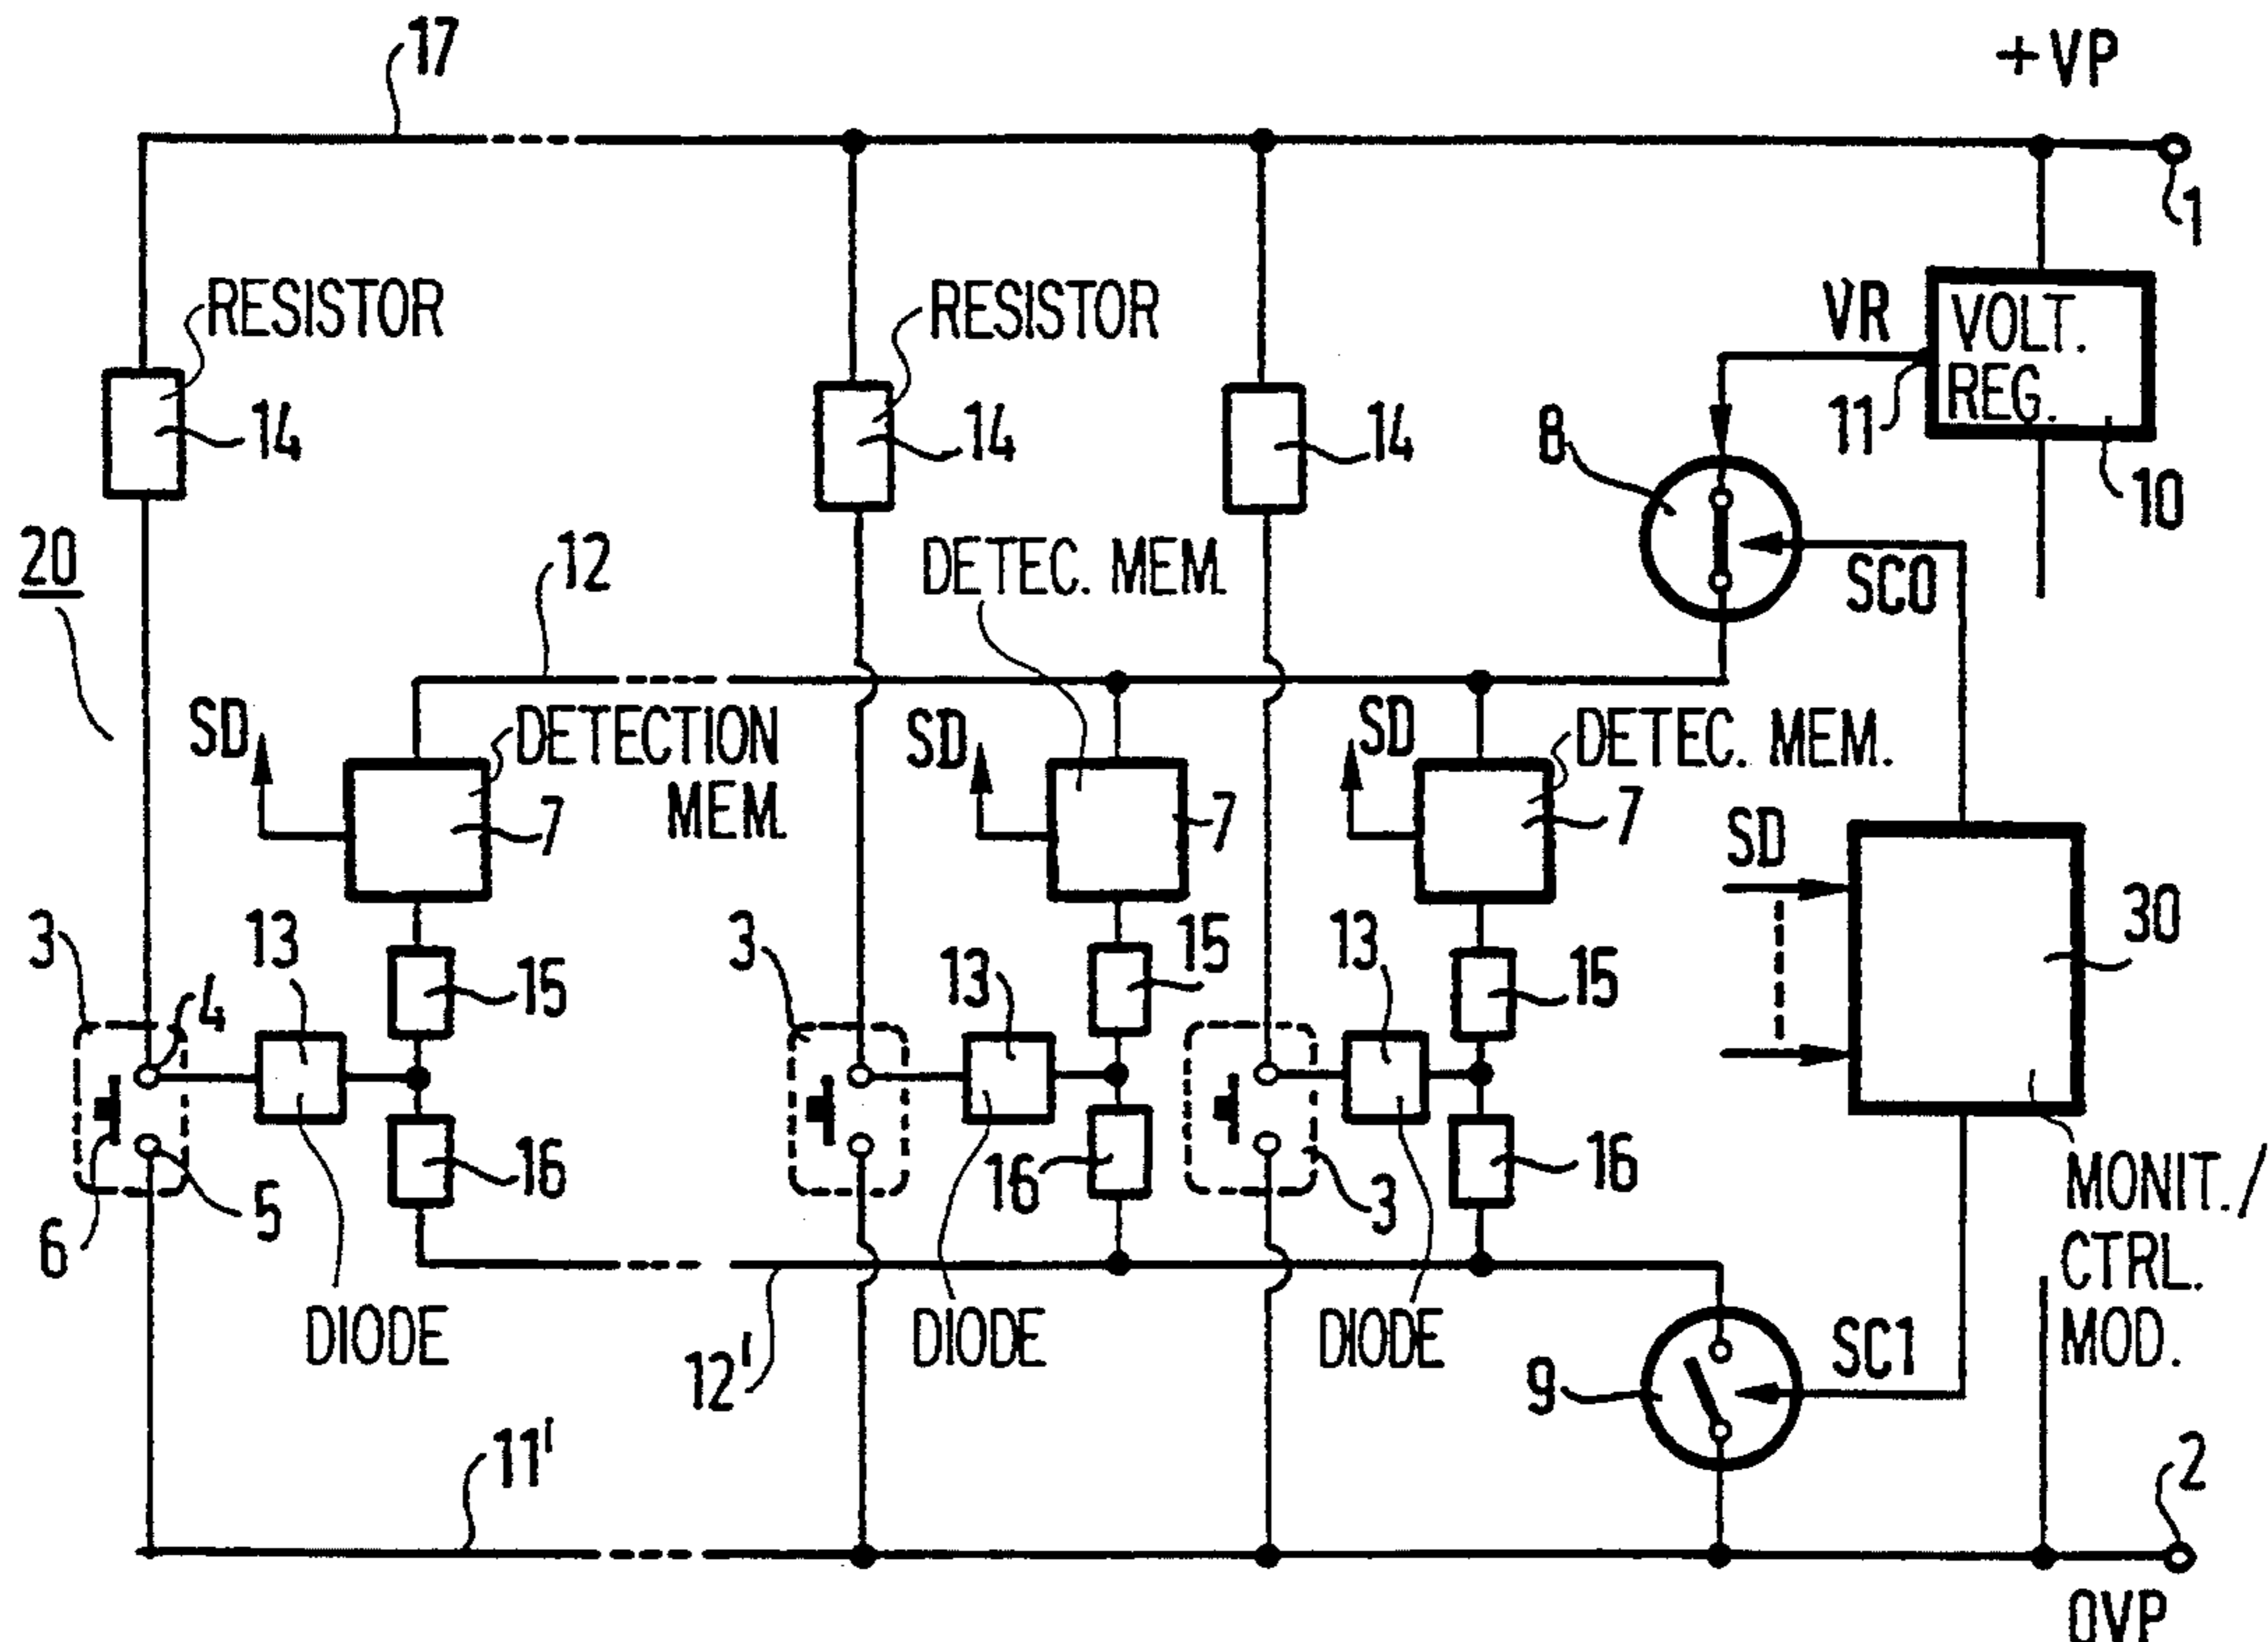 17
+ VP
1
RESISTOR
RESISTOR
VR
VOLT.
REG.
11
10
14
14
14
8
20
12
DETEC. MEM
SC0
SD
DETECTION
MEM.
7
SD
7
SD
DETEC. MEM.
7
SD
30
3
13
15
4
3
13
15
13
15
6
5
16
16
3
16
MONIT./
CTRL.
MOD.
DIODE
12'
DIODE
DIODE
9
SC1
11'
2
OVP